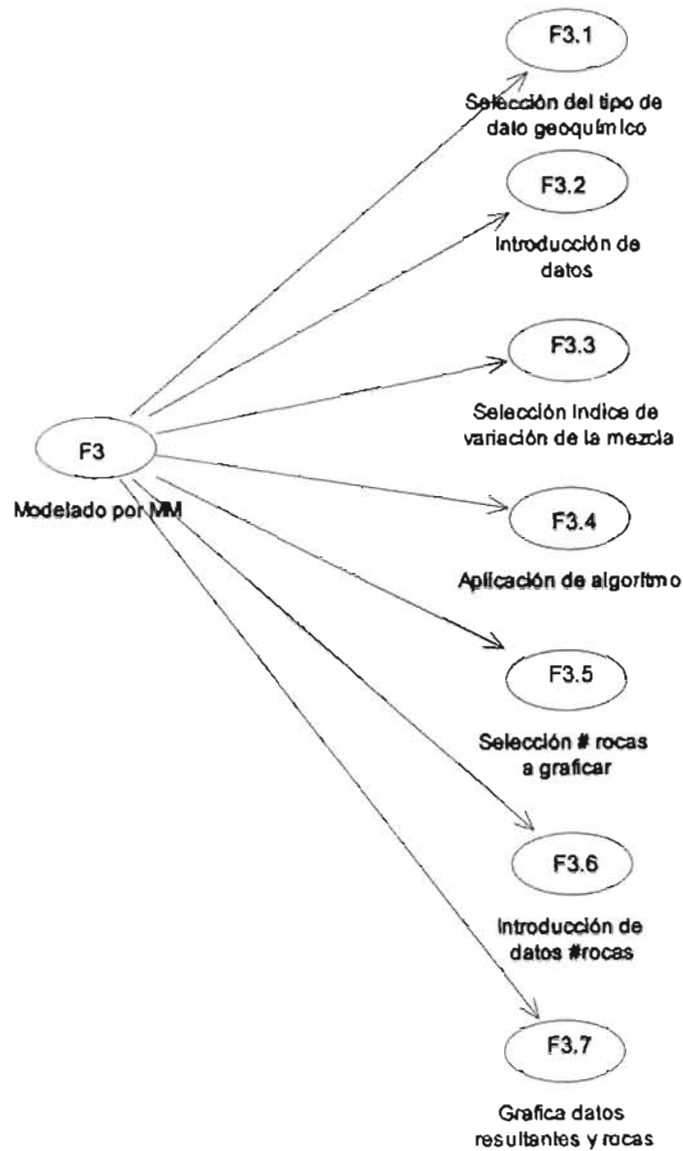 F3.1
Selección del tipo de
dato geoquímico
F3.2
Introducción de
datos
F3.3
Selección Indice de
variación de la mezcla
F3
Modelado por MM
F3.4
Aplicación de algoritmo
F3.5
Selección # rocas
a graficar
F3.6
Introducción de
datos #rocas
F3.7
Grafica datos
resultantes y rocas